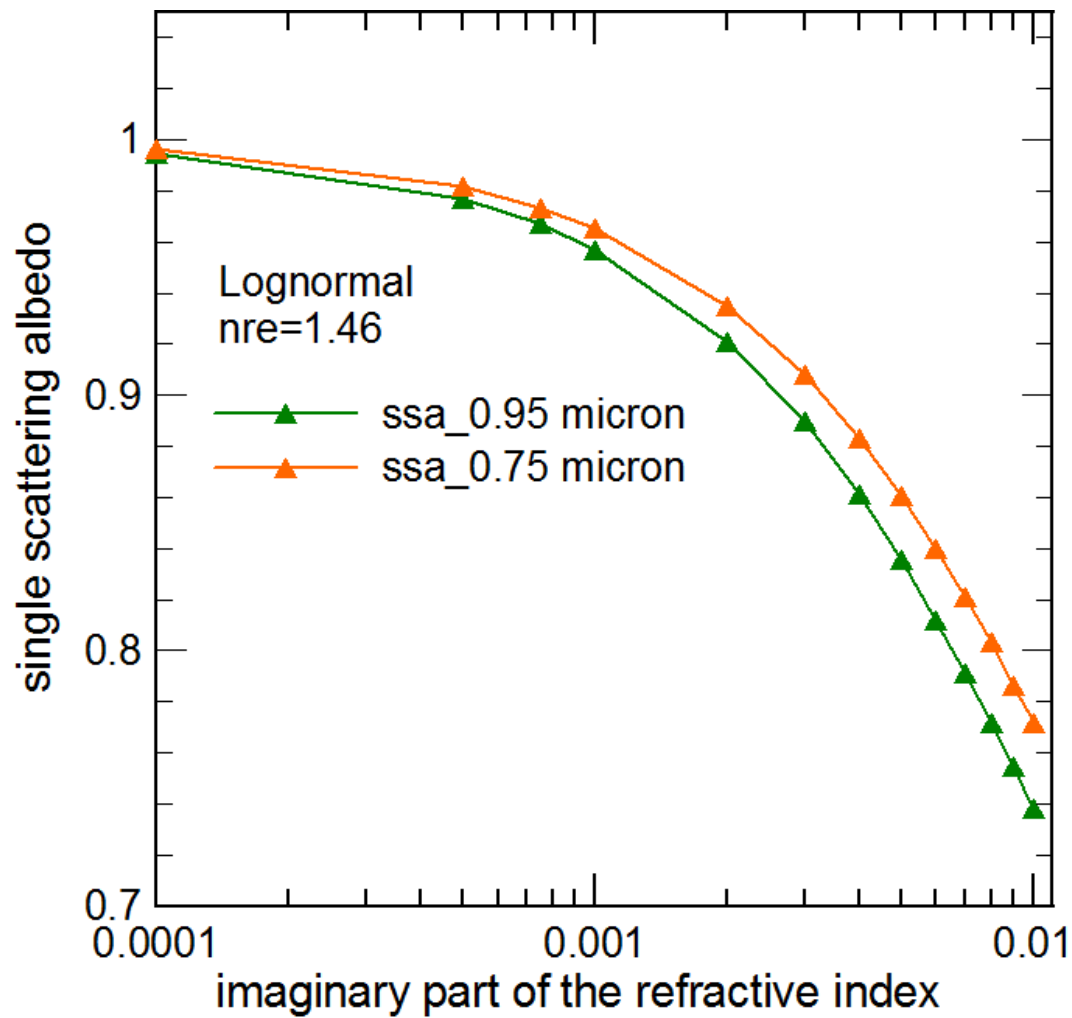 1
0.9
0.8
0.7
single scattering albedo
Lognormal
nre=1.46
ssa_0.95 micron
ssa_0.75 micron
0.0001 0.001 0.01
imaginary part of the refractive index